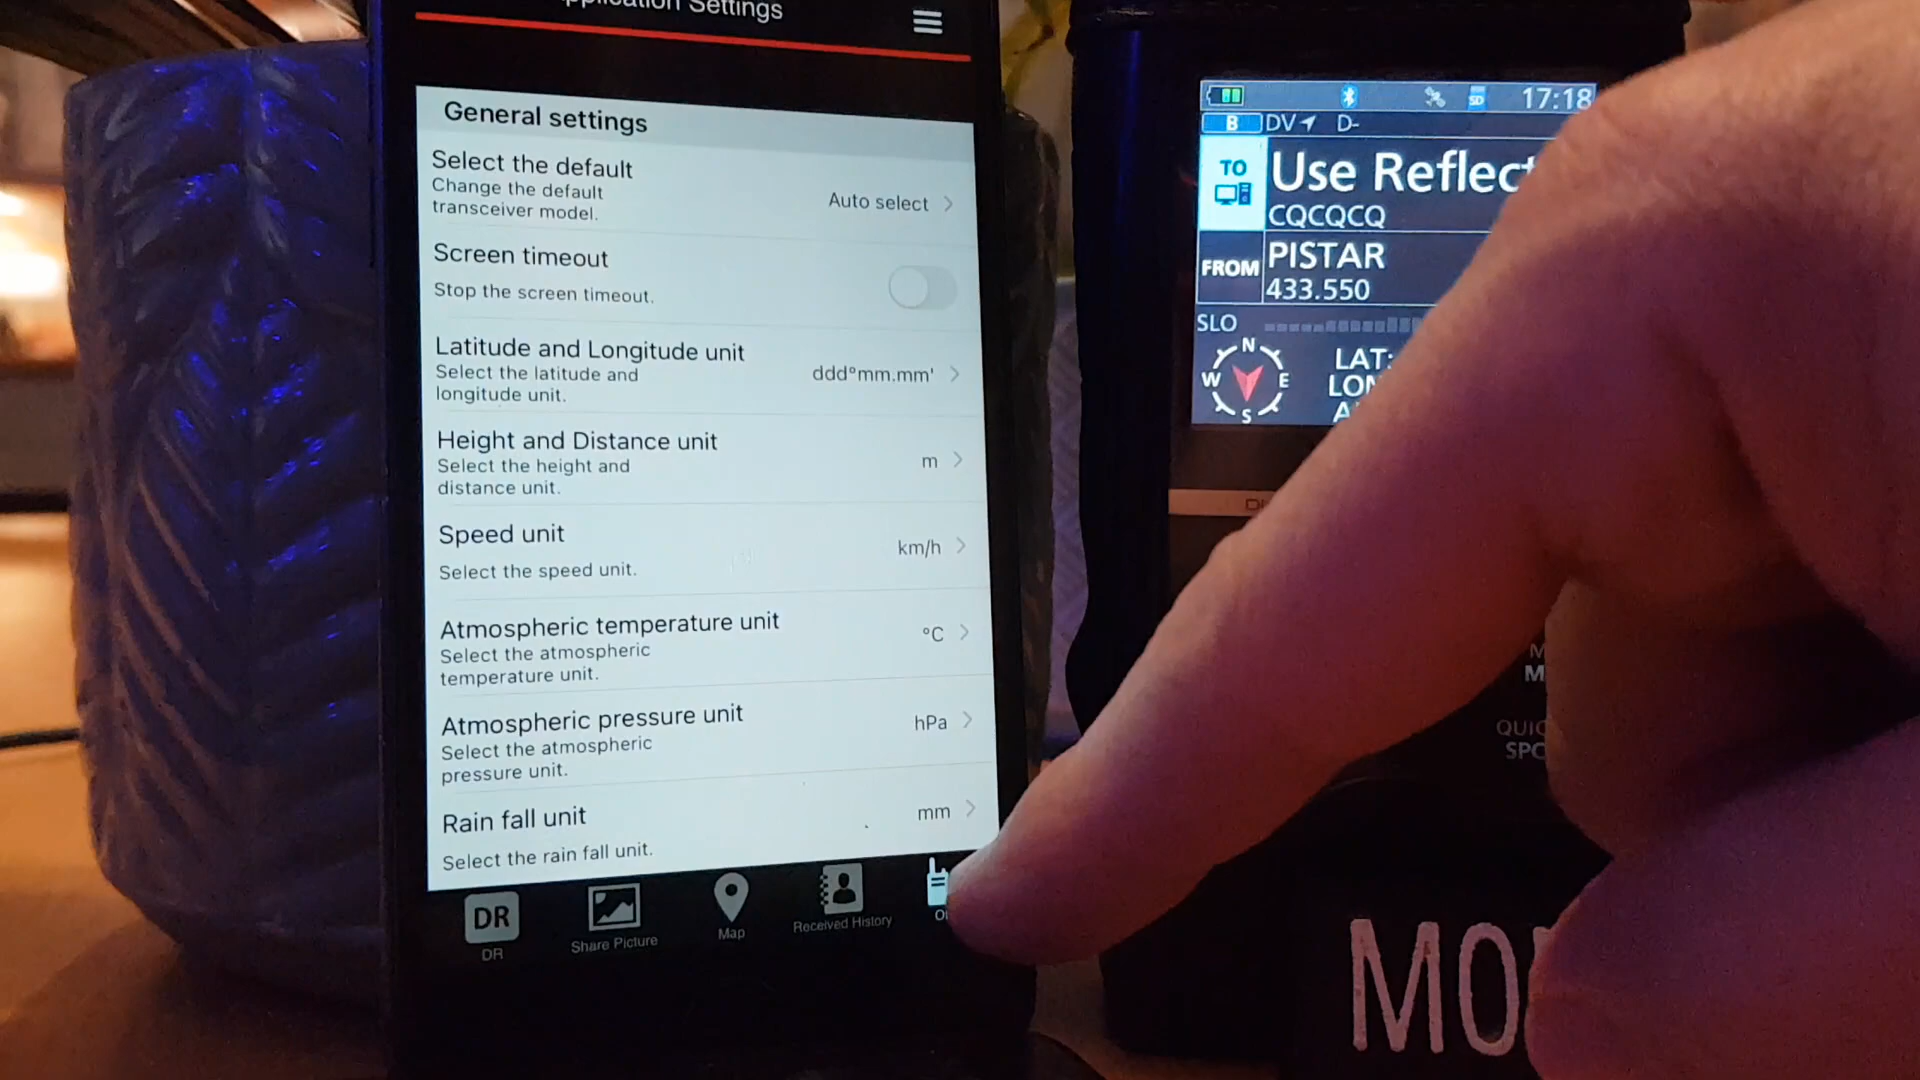 Settings
General settings
Select the default
Change the default
transceiver model.
Auto select
Screen timeout
Stop the screen timeout.
Latitude and Longitude unit
Select the latitude and
longitude unit.
ddd°mm.mm'
Height and Distance unit
Select the height and
distance unit.
m
Speed unit
Select the speed unit.
km/h
Atmospheric temperature unit
Select the atmospheric
temperature unit.
°C
Atmospheric pressure unit
Select the atmospheric
pressure unit.
hPa
Rain fall unit
Select the rain fall unit.
mm
DR
DR
Share Picture
Map
Received History
SD
17:18
B
DV
D-
TO
Use
CQCQCQ
FROM
PISTAR
433.550
SLO
N
W
E
S
LAT: